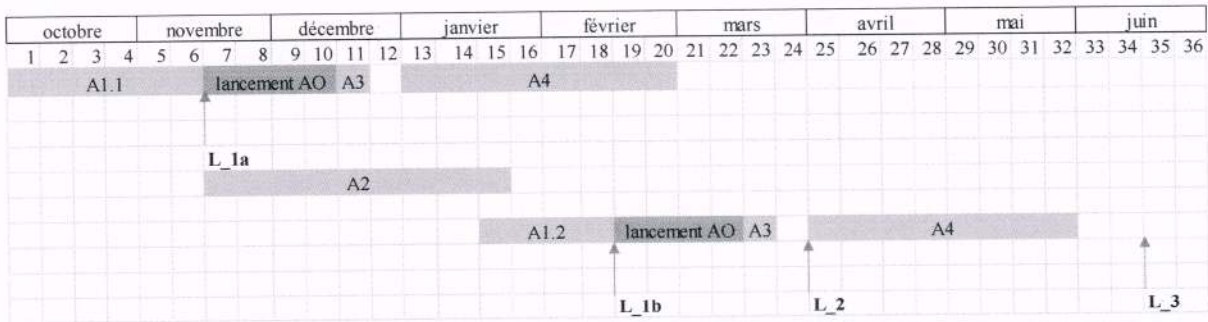 octobre novembre décembre janvier février mars avril mai juin
1 2 3 4 5 6 7 8 9 10 11 12 13 14 15 16 17 18 19 20 21 22 23 24 25 26 27 28 29 30 31 32 33 34 35 36
A1.1 lancement AO A3 A4
L_1a
A2
A1.2 lancement AO A3 A4
L_1b L_2 L_3